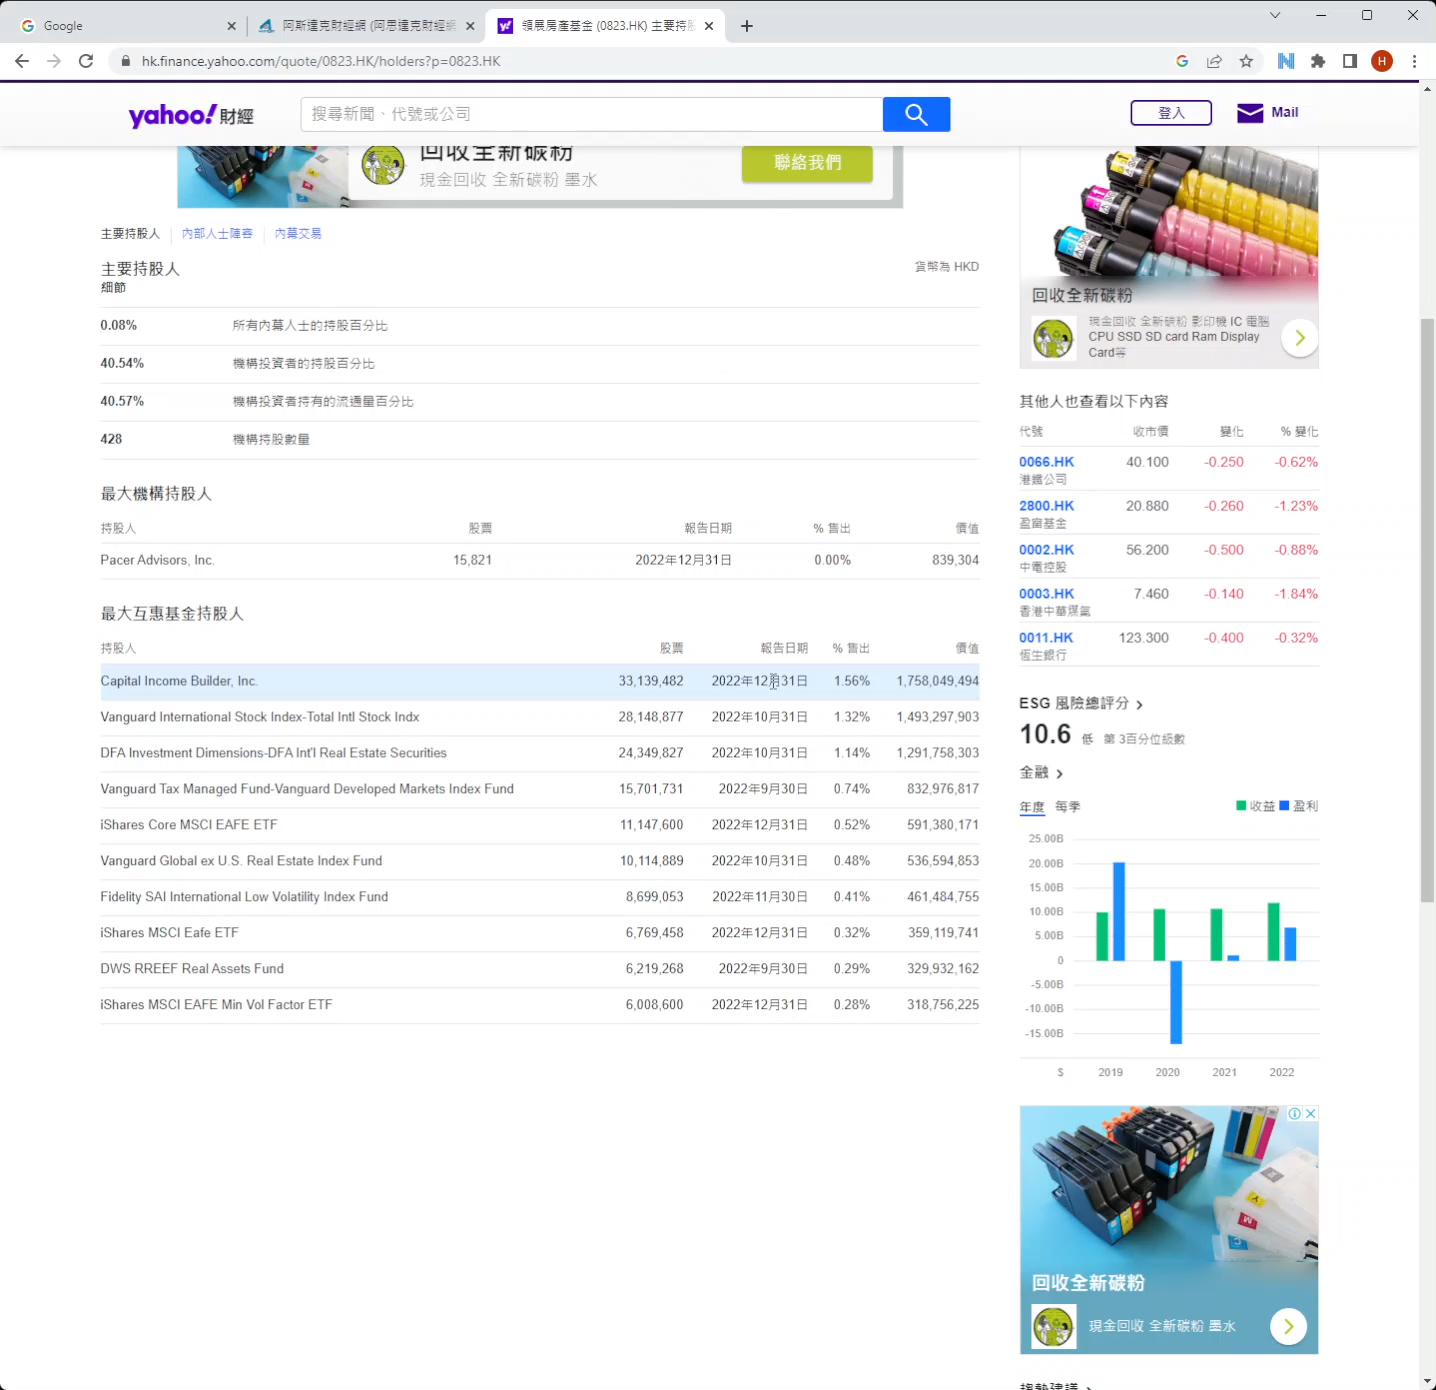 Google
阿斯達克財經網 (阿思達克財經網
領展房產基金 (0823.HK) 主要持股
hk.finance.yahoo.com/quote/0823.HK/holders?p=0823.HK
H
yahoo!財經
搜尋新聞、代號或公司
登入
Mail
回收全新碳粉
現金回收 全新碳粉 墨水
聯絡我們
主要持股人
內部人士陣容
內幕交易
主要持股人
貨幣為 HKD
細節
0.08% 所有內幕人士的持股百分比
40.54% 機構投資者的持股百分比
40.57% 機構投資者持有的流通量百分比
428 機構持股數量
最大機構持股人
持股人 股票 報告日期 % 售出 價值
Pacer Advisors, Inc. 15,821 2022年12月31日 0.00% 839,304
最大互惠基金持股人
持股人 股票 報告日期 % 售出 價值
Capital Income Builder, Inc. 33,139,482 2022年12月31日 1.56% 1,758,049,494
Vanguard International Stock Index-Total Intl Stock Indx 28,148,877 2022年10月31日 1.32% 1,493,297,903
DFA Investment Dimensions-DFA Int'l Real Estate Securities 24,349,827 2022年10月31日 1.14% 1,291,758,303
Vanguard Tax Managed Fund-Vanguard Developed Markets Index Fund 15,701,731 2022年9月30日 0.74% 832,976,817
iShares Core MSCI EAFE ETF 11,147,600 2022年12月31日 0.52% 591,380,171
Vanguard Global ex U.S. Real Estate Index Fund 10,114,889 2022年10月31日 0.48% 536,594,853
Fidelity SAI International Low Volatility Index Fund 8,699,053 2022年11月30日 0.41% 461,484,755
iShares MSCI Eafe ETF 6,769,458 2022年12月31日 0.32% 359,119,741
DWS RREEF Real Assets Fund 6,219,268 2022年9月30日 0.29% 329,932,162
iShares MSCI EAFE Min Vol Factor ETF 6,008,600 2022年12月31日 0.28% 318,756,225
回收全新碳粉
現金回收 全新碳粉 影印機 IC 電腦
CPU SSD SD card Ram Display
Card等
其他人也查看以下內容
代號 收市價 變化 % 變化
0066.HK 40.100 -0.250 -0.62%
港鐵公司
2800.HK 20.880 -0.260 -1.23%
盈富基金
0002.HK 56.200 -0.500 -0.88%
中電控股
0003.HK 7.460 -0.140 -1.84%
香港中華煤氣
0011.HK 123.300 -0.400 -0.32%
恆生銀行
ESG 風險總評分
10.6 低 第 3百分位級數
金融
年度 每季
收益 盈利
25.00B
20.00B
15.00B
10.00B
5.00B
0
-5.00B
-10.00B
-15.00B
$ 2019 2020 2021 2022
回收全新碳粉
現金回收 全新碳粉 墨水
趨勢建議